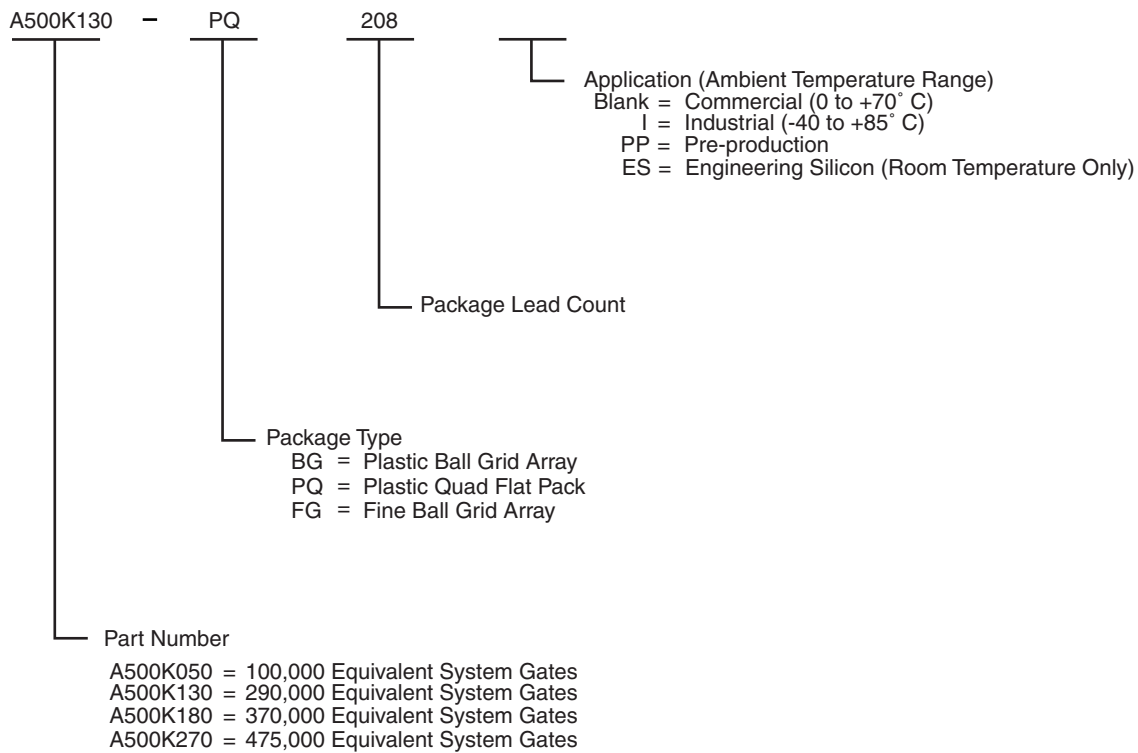 A500K130 – PQ 208
Application (Ambient Temperature Range)
Blank = Commercial (0 to +70˚ C)
I = Industrial (-40 to +85˚ C)
PP = Pre-production
ES = Engineering Silicon (Room Temperature Only)
Package Lead Count
Package Type
BG = Plastic Ball Grid Array
PQ = Plastic Quad Flat Pack
FG = Fine Ball Grid Array
Part Number
A500K050 = 100,000 Equivalent System Gates
A500K130 = 290,000 Equivalent System Gates
A500K180 = 370,000 Equivalent System Gates
A500K270 = 475,000 Equivalent System Gates